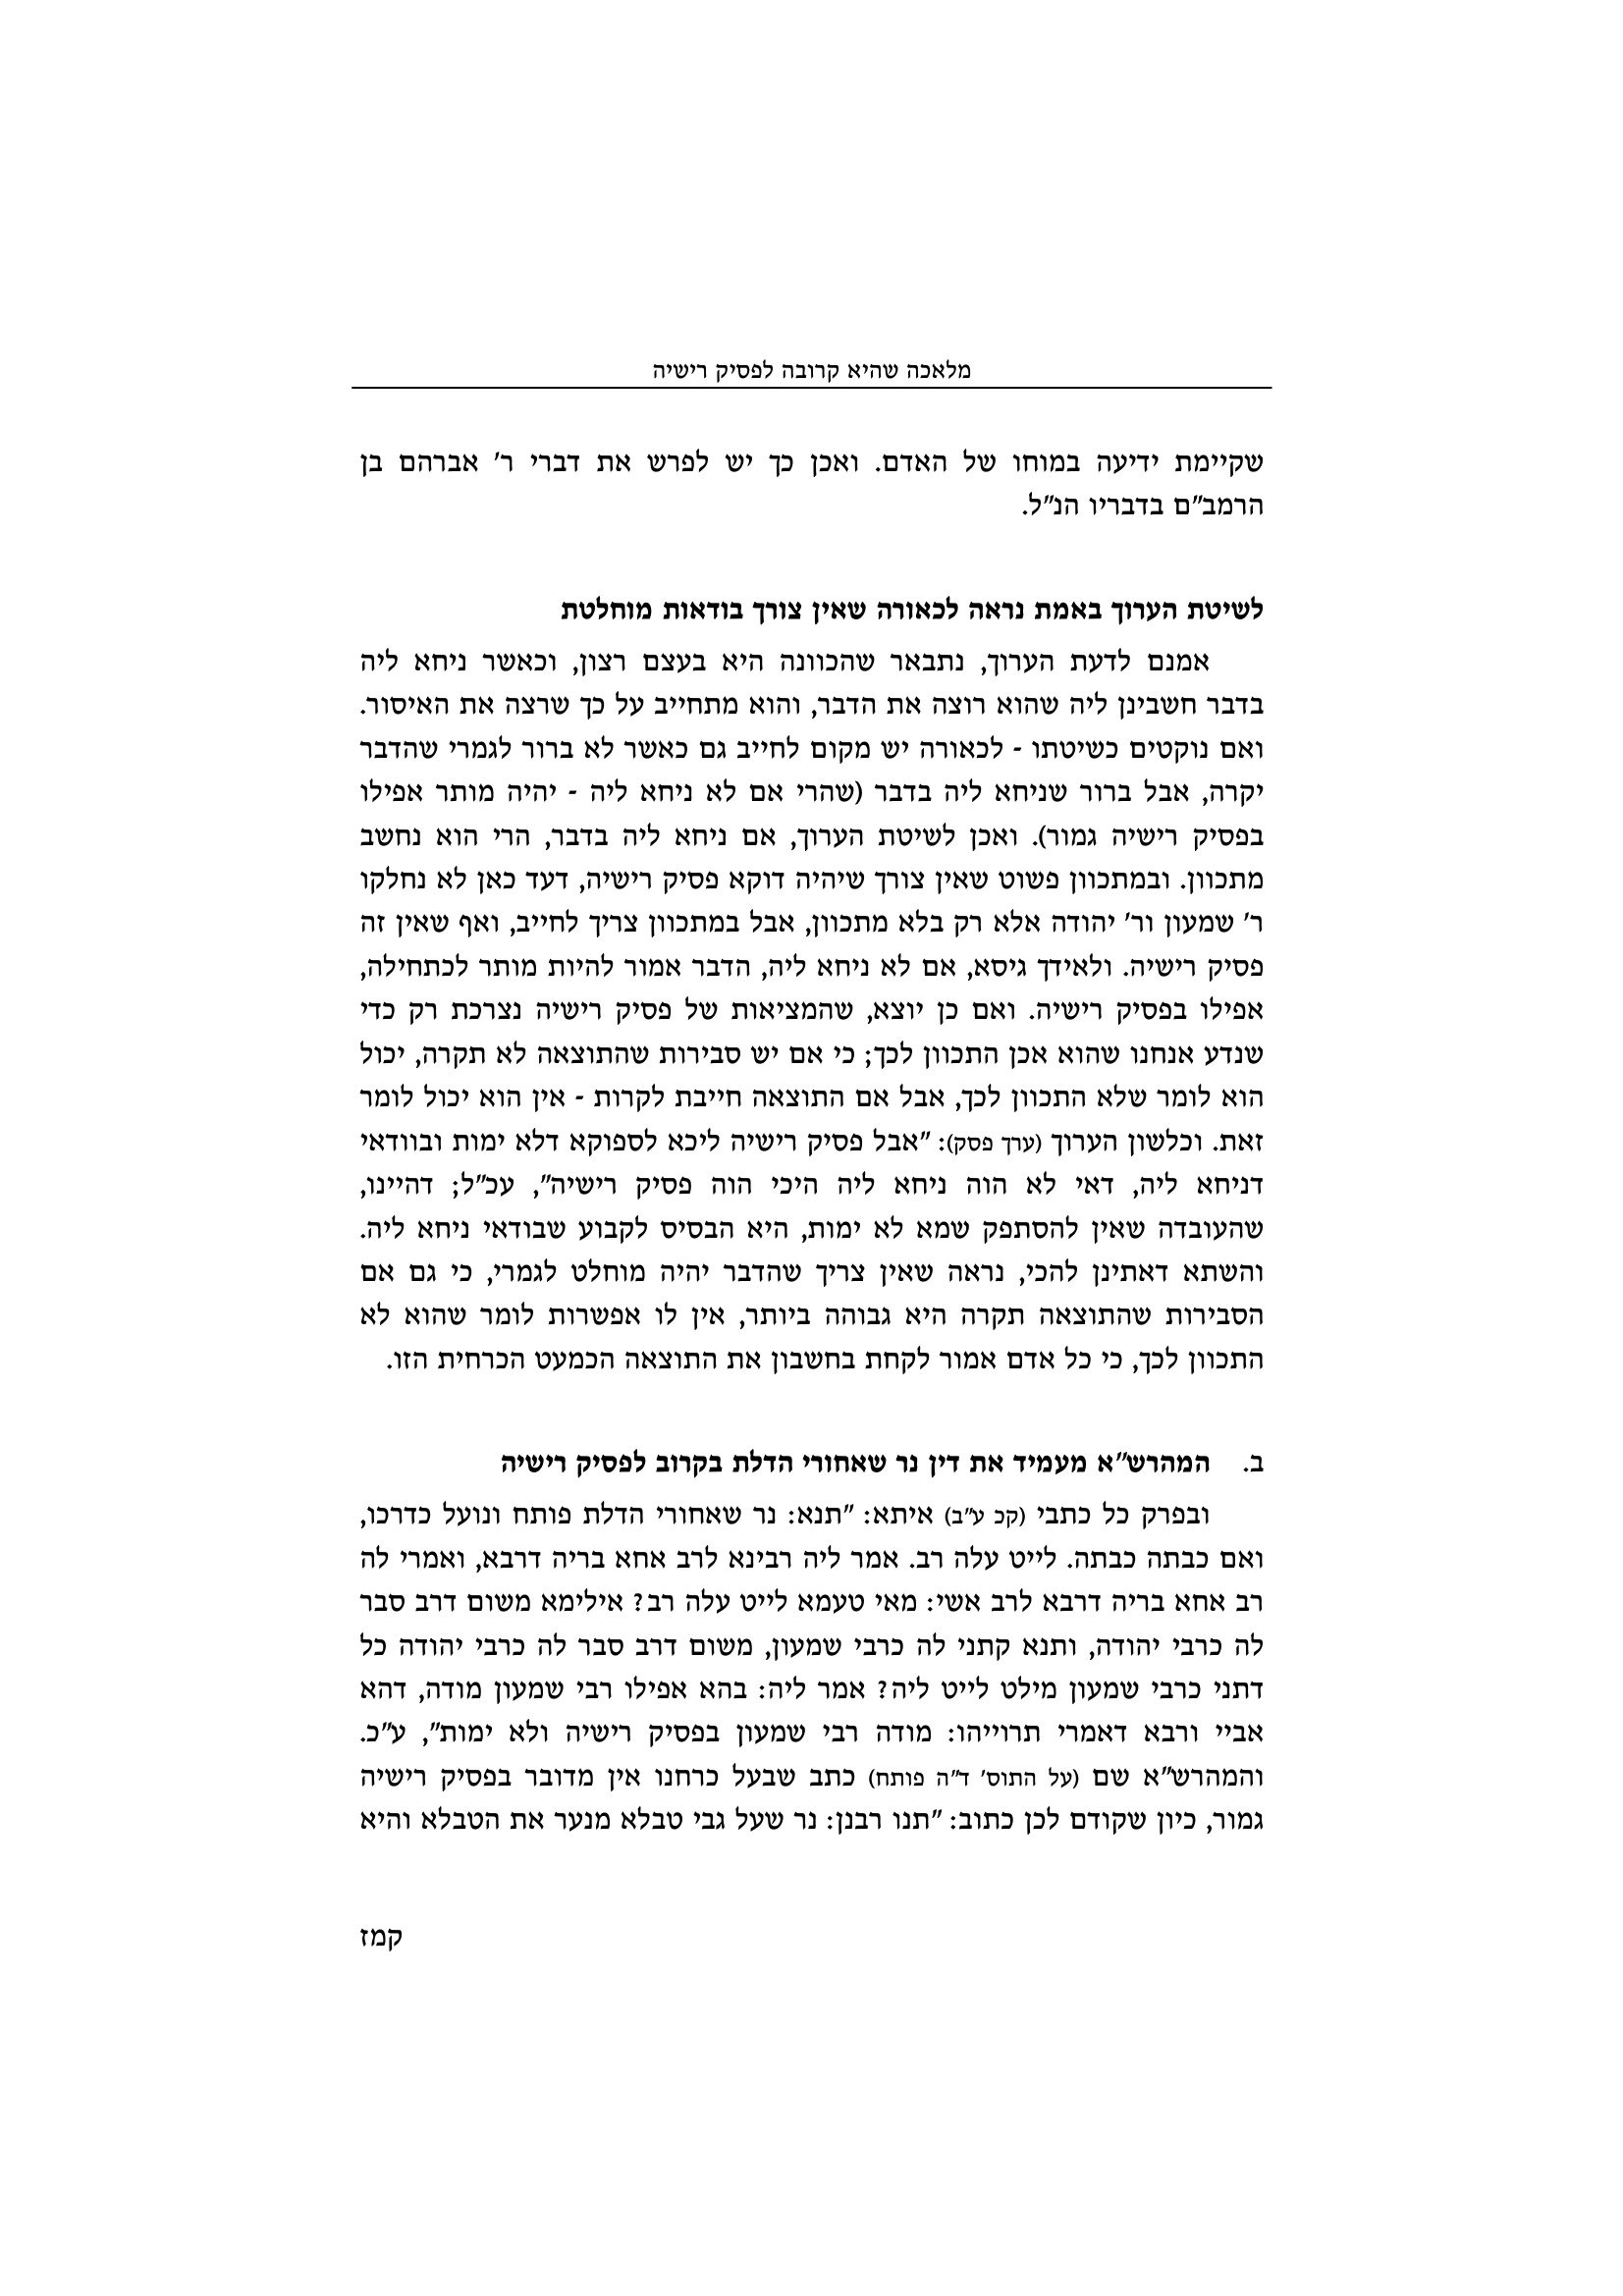 מלאכה שהיא קרובה לפסיק רישיה
שקיימת ידיעה במוחו של האדם. ואכן כך יש לפרש את דברי ר' אברהם בן
הרמב"ם בדבריו הנ"ל.
לשיטת הערוך באמת נראה לכאורה שאין צורך בודאות מוחלטת
אמנם לדעת הערוך, נתבאר שהכוונה היא בעצם רצון, וכאשר ניחא ליה
בדבר חשבינן ליה שהוא רוצה את הדבר, והוא מתחייב על כך שרצה את האיסור.
ואם נוקטים כשיטתו - לכאורה יש מקום לחייב גם כאשר לא ברור לגמרי שהדבר
יקרה, אבל ברור שניחא ליה בדבר (שהרי אם לא ניחא ליה - יהיה מותר אפילו
בפסיק רישיה גמור). ואכן לשיטת הערוך, אם ניחא ליה בדבר, הרי הוא נחשב
מתכוון. ובמתכוון פשוט שאין צורך שיהיה דוקא פסיק רישיה, דעד כאן לא נחלקו
ר' שמעון ור' יהודה אלא רק בלא מתכוון, אבל במתכוון צריך לחייב, ואף שאין זה
פסיק רישיה. ולאידך גיסא, אם לא ניחא ליה, הדבר אמור להיות מותר לכתחילה,
אפילו בפסיק רישיה. ואם כן יוצא, שהמציאות של פסיק רישיה נצרכת רק כדי
שנדע אנחנו שהוא אכן התכוון לכך; כי אם יש סבירות שהתוצאה לא תקרה, יכול
הוא לומר שלא התכוון לכך, אבל אם התוצאה חייבת לקרות - אין הוא יכול לומר
זאת. וכלשון הערוך (ערך פסק): "אבל פסיק רישיה ליכא לספוקא דלא ימות ובוודאי
דניחא ליה, דאי לא הוה ניחא ליה היכי הוה פסיק רישיה", עכ"ל; דהיינו,
שהעובדה שאין להסתפק שמא לא ימות, היא הבסיס לקבוע שבודאי ניחא ליה.
והשתא דאתינן להכי, נראה שאין צריך שהדבר יהיה מוחלט לגמרי, כי גם אם
הסבירות שהתוצאה תקרה היא גבוהה ביותר, אין לו אפשרות לומר שהוא לא
התכוון לכך, כי כל אדם אמור לקחת בחשבון את התוצאה הכמעט הכרחית הזו.
ב. המהרש"א מעמיד את דין נר שאחורי הדלת בקרוב לפסיק רישיה
ובפרק כל כתבי (קכ ע"ב) איתא: "תנא: נר שאחורי הדלת פותח ונועל כדרכו,
ואם כבתה כבתה. לייט עלה רב. אמר ליה רבינא לרב אחא בריה דרבא, ואמרי לה
רב אחא בריה דרבא לרב אשי: מאי טעמא לייט עלה רב? אילימא משום דרב סבר
לה כרבי יהודה, ותנא קתני לה כרבי שמעון, משום דרב סבר לה כרבי יהודה כל
דתני כרבי שמעון מילט לייט ליה? אמר ליה: בהא אפילו רבי שמעון מודה, דהא
אביי ורבא דאמרי תרוייהו: מודה רבי שמעון בפסיק רישיה ולא ימות", ע"כ.
והמהרש"א שם (על התוס' ד"ה פותח) כתב שבעל כרחנו אין מדובר בפסיק רישיה
גמור, כיון שקודם לכן כתוב: "תנו רבנן: נר שעל גבי טבלא מנער את הטבלא והיא
קמז